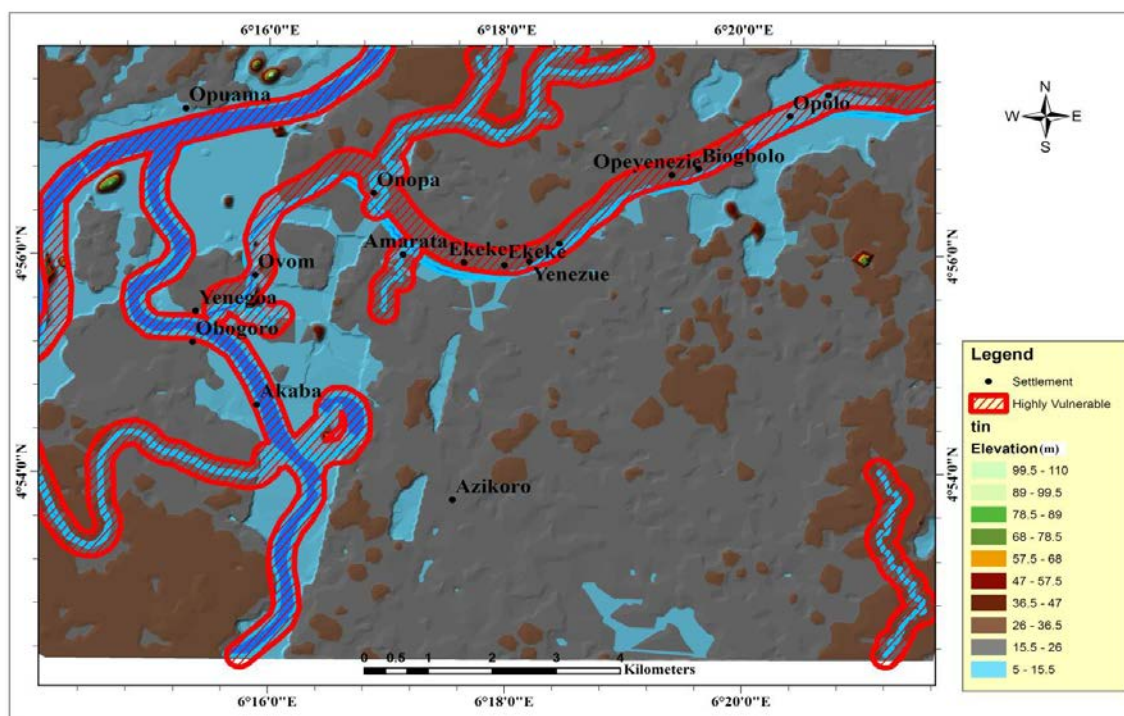 6°16'0"E 6°18'0"E 6°20'0"E
N
W E
S
Opuama
Opolo
Opeyenezie Biogbolo
Onopa
4°56'0"N
Amarata Ekeke Ekeke
4°56'0"N
Yenezue
Ovom
Yenegoa
Obogoro
Akaba
4°54'0"N
Azikoro
4°54'0"N
Legend
Settlement
Highly Vulnerable
tin
Elevation (m)
99.5 - 110
89 - 99.5
78.5 - 89
68 - 78.5
57.5 - 68
47 - 57.5
36.5 - 47
26 - 36.5
15.5 - 26
5 - 15.5
0 0.5 1 2 3 4
Kilometers
6°16'0"E 6°18'0"E 6°20'0"E